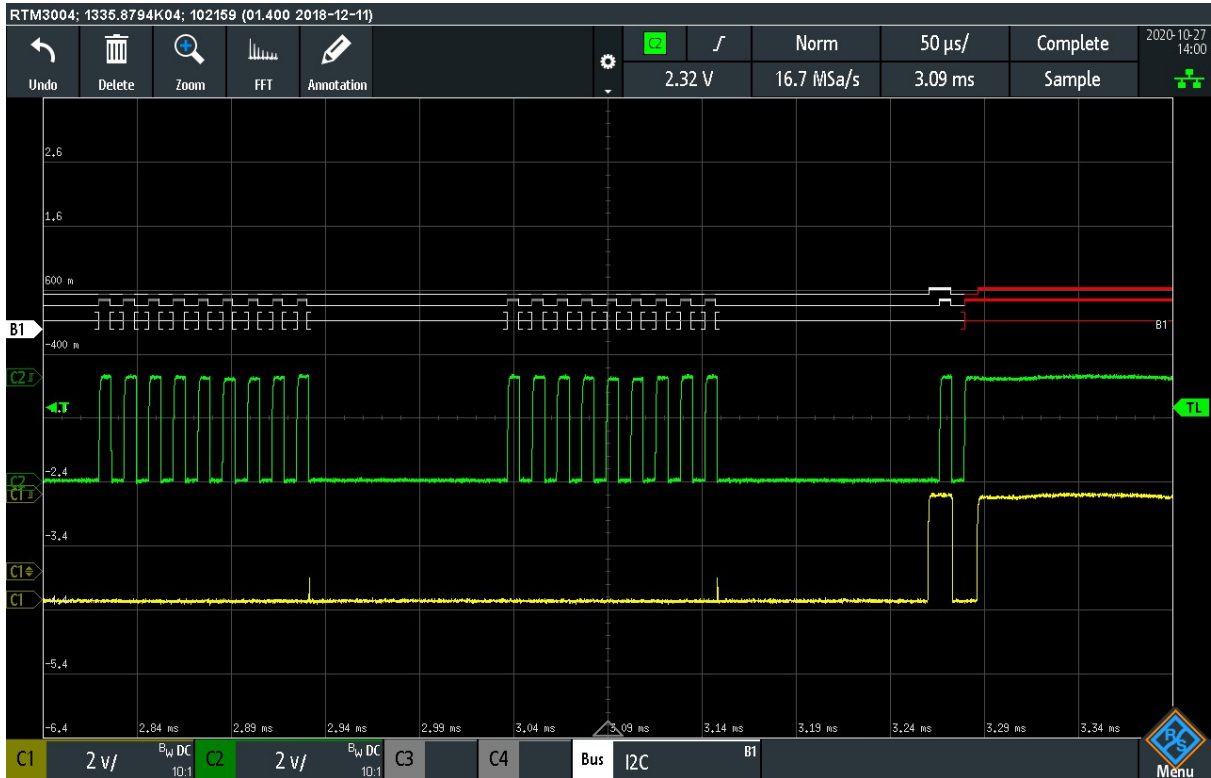 RTM3004; 1335.8794K04; 102159 (01.400 2018-12-11)
Undo
Delete
Zoom
FFT
Annotation
C2
Norm
50 µs/
Complete
2020-10-27
14:00
2.32 V
16.7 MSa/s
3.09 ms
Sample
2.6
1.6
600 m
B1
B1
-400 m
C2
T
TL
-2.4
C2
C1
-3.4
C1
C1
-4.4
-5.4
-6.4
2.84 ms
2.89 ms
2.94 ms
2.99 ms
3.04 ms
3.09 ms
3.14 ms
3.19 ms
3.24 ms
3.29 ms
3.34 ms
C1
2 V/
BW DC
10:1
C2
2 V/
BW DC
10:1
C3
C4
Bus
I2C
B1
R&S
Menu